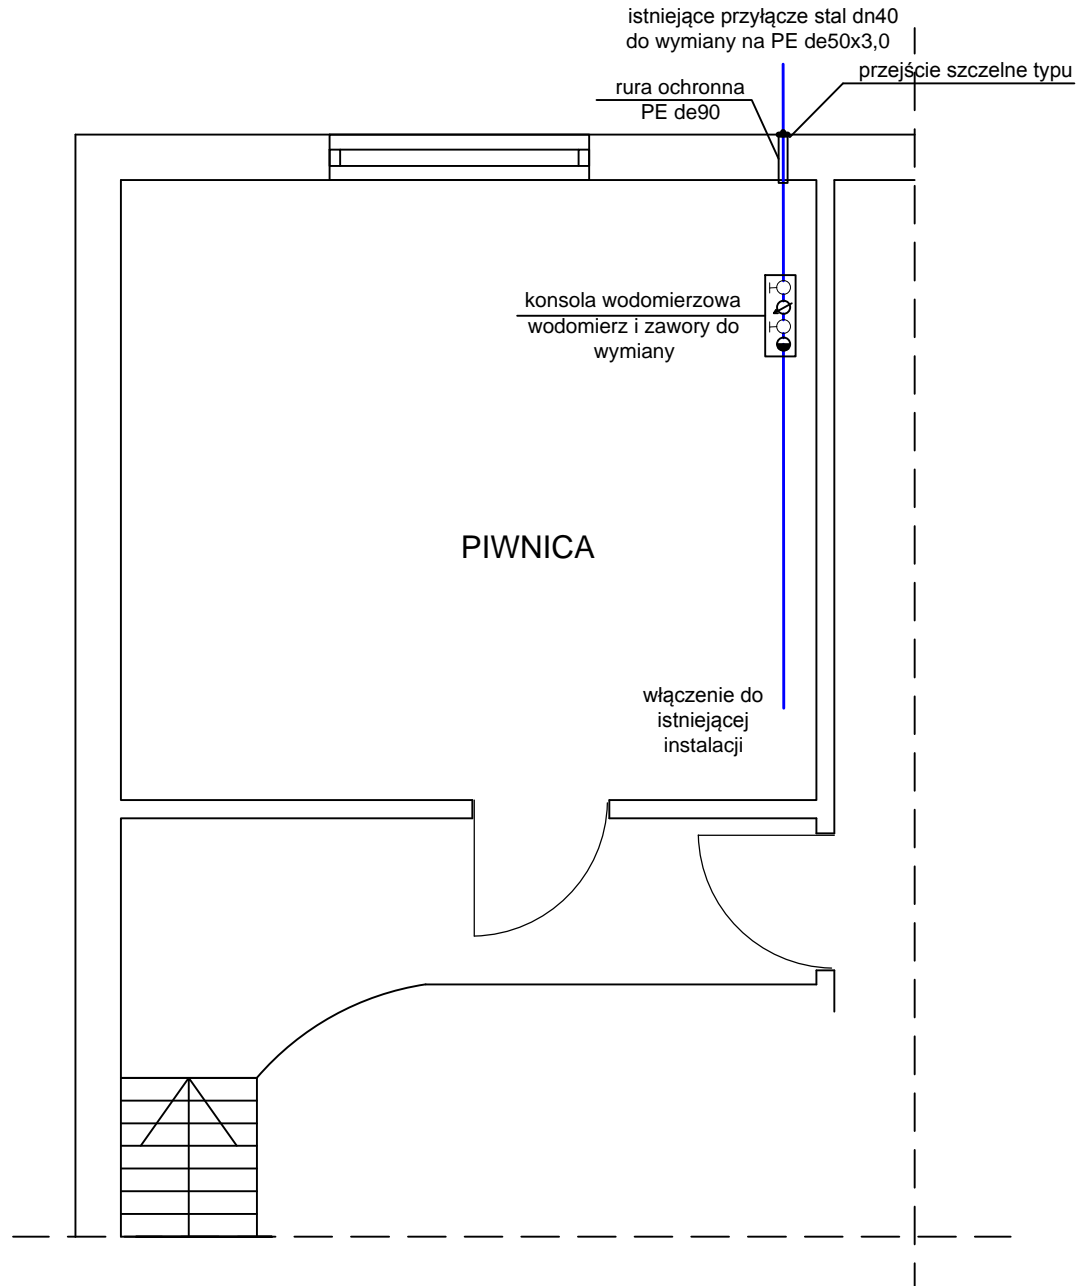 istniejące przyłącze stal dn40
do wymiany na PE de50x3,0
przejście szczelne typu
rura ochronna
PE de90
konsola wodomierzowa
wodomierz i zawory do
wymiany
PIWNICA
włączenie do
istniejącej
instalacji